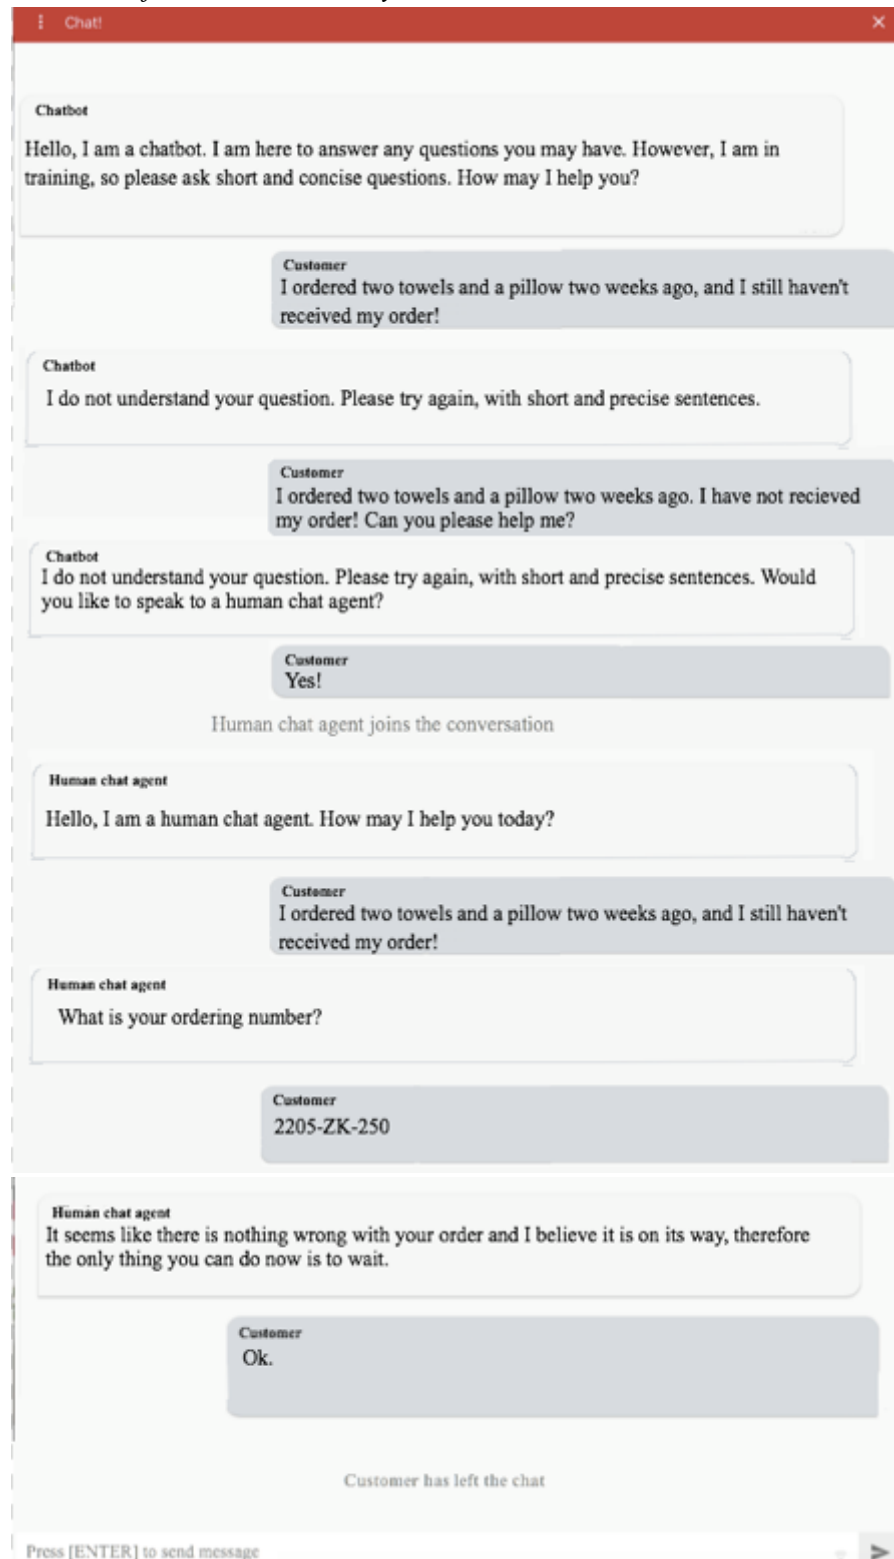 Chat!
Chatbot
Hello, I am a chatbot. I am here to answer any questions you may have. However, I am in
training, so please ask short and concise questions. How may I help you?
Customer
I ordered two towels and a pillow two weeks ago, and I still haven't
received my order!
Chatbot
I do not understand your question. Please try again, with short and precise sentences.
Customer
I ordered two towels and a pillow two weeks ago. I have not recieved
my order! Can you please help me?
Chatbot
I do not understand your question. Please try again, with short and precise sentences. Would
you like to speak to a human chat agent?
Customer
Yes!
Human chat agent joins the conversation
Human chat agent
Hello, I am a human chat agent. How may I help you today?
Customer
I ordered two towels and a pillow two weeks ago, and I still haven't
received my order!
Human chat agent
What is your ordering number?
Customer
2205-ZK-250
Human chat agent
It seems like there is nothing wrong with your order and I believe it is on its way, therefore
the only thing you can do now is to wait.
Customer
Ok.
Customer has left the chat
Press [ENTER] to send message